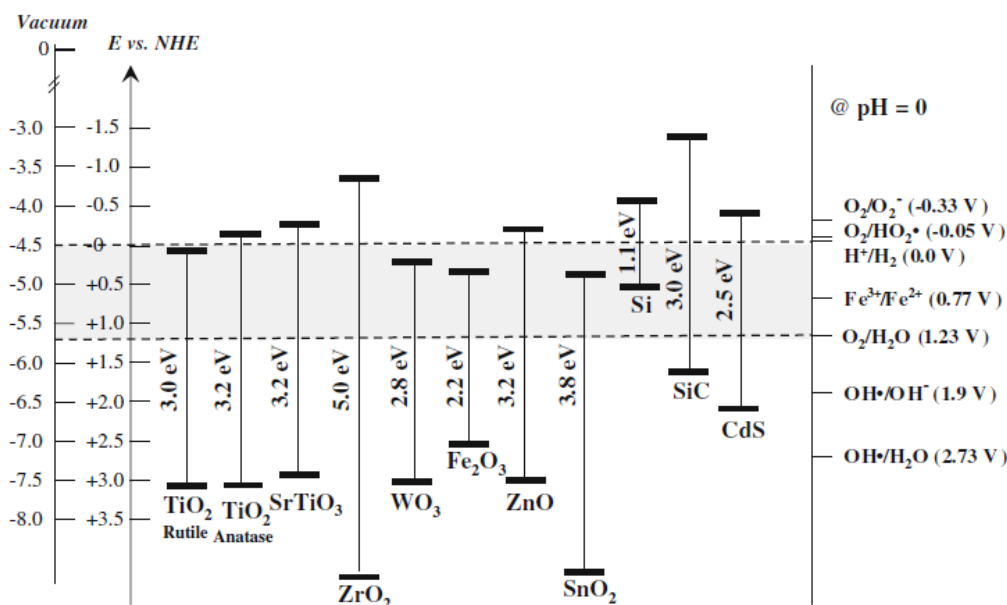 Vacuum
E vs. NHE
0
@ pH = 0
-3.0
-3.5
-4.0
-4.5
-5.0
-5.5
-6.0
-6.5
-7.0
-7.5
-8.0
-1.5
-1.0
-0.5
-0
+0.5
+1.0
+1.5
+2.0
+2.5
+3.0
+3.5
3.0 eV
3.2 eV
3.2 eV
5.0 eV
2.8 eV
2.2 eV
3.2 eV
3.8 eV
1.1 eV
3.0 eV
2.5 eV
TiO₂
Rutile
TiO₂
Anatase
SrTiO₃
ZrO₂
WO₃
Fe₂O₃
ZnO
SnO₂
Si
SiC
CdS
O₂/O₂⁻ (-0.33 V)
O₂/HO₂• (-0.05 V)
H⁺/H₂ (0.0 V)
Fe³⁺/Fe²⁺ (0.77 V)
O₂/H₂O (1.23 V)
OH•/OH⁻ (1.9 V)
OH•/H₂O (2.73 V)